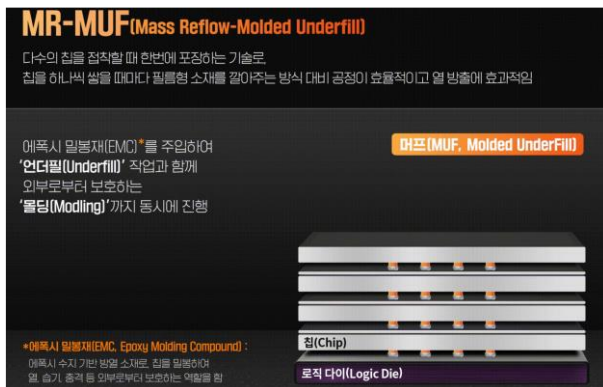 MR-MUF(Mass Reflow-Molded Underfill)
다수의 칩을 접착할 때 한번에 포장하는 기술로,
칩을 하나씩 쌓을 때마다 필름형 소재를 깔아주는 방식 대비 공정이 효율적이고 열 방출에 효과적임
에폭시 밀봉재(EMC)*를 주입하여
'언더필(Underfill)' 작업과 함께
외부로부터 보호하는
'몰딩(Modling)'까지 동시에 진행
머프(MUF, Molded UnderFill)
칩(Chip)
로직 다이(Logic Die)
*에폭시 밀봉재(EMC, Epoxy Molding Compound) :
에폭시 수지 기반 방열 소재로, 칩을 밀봉하여
열, 습기, 충격 등 외부로부터 보호하는 역할을 함